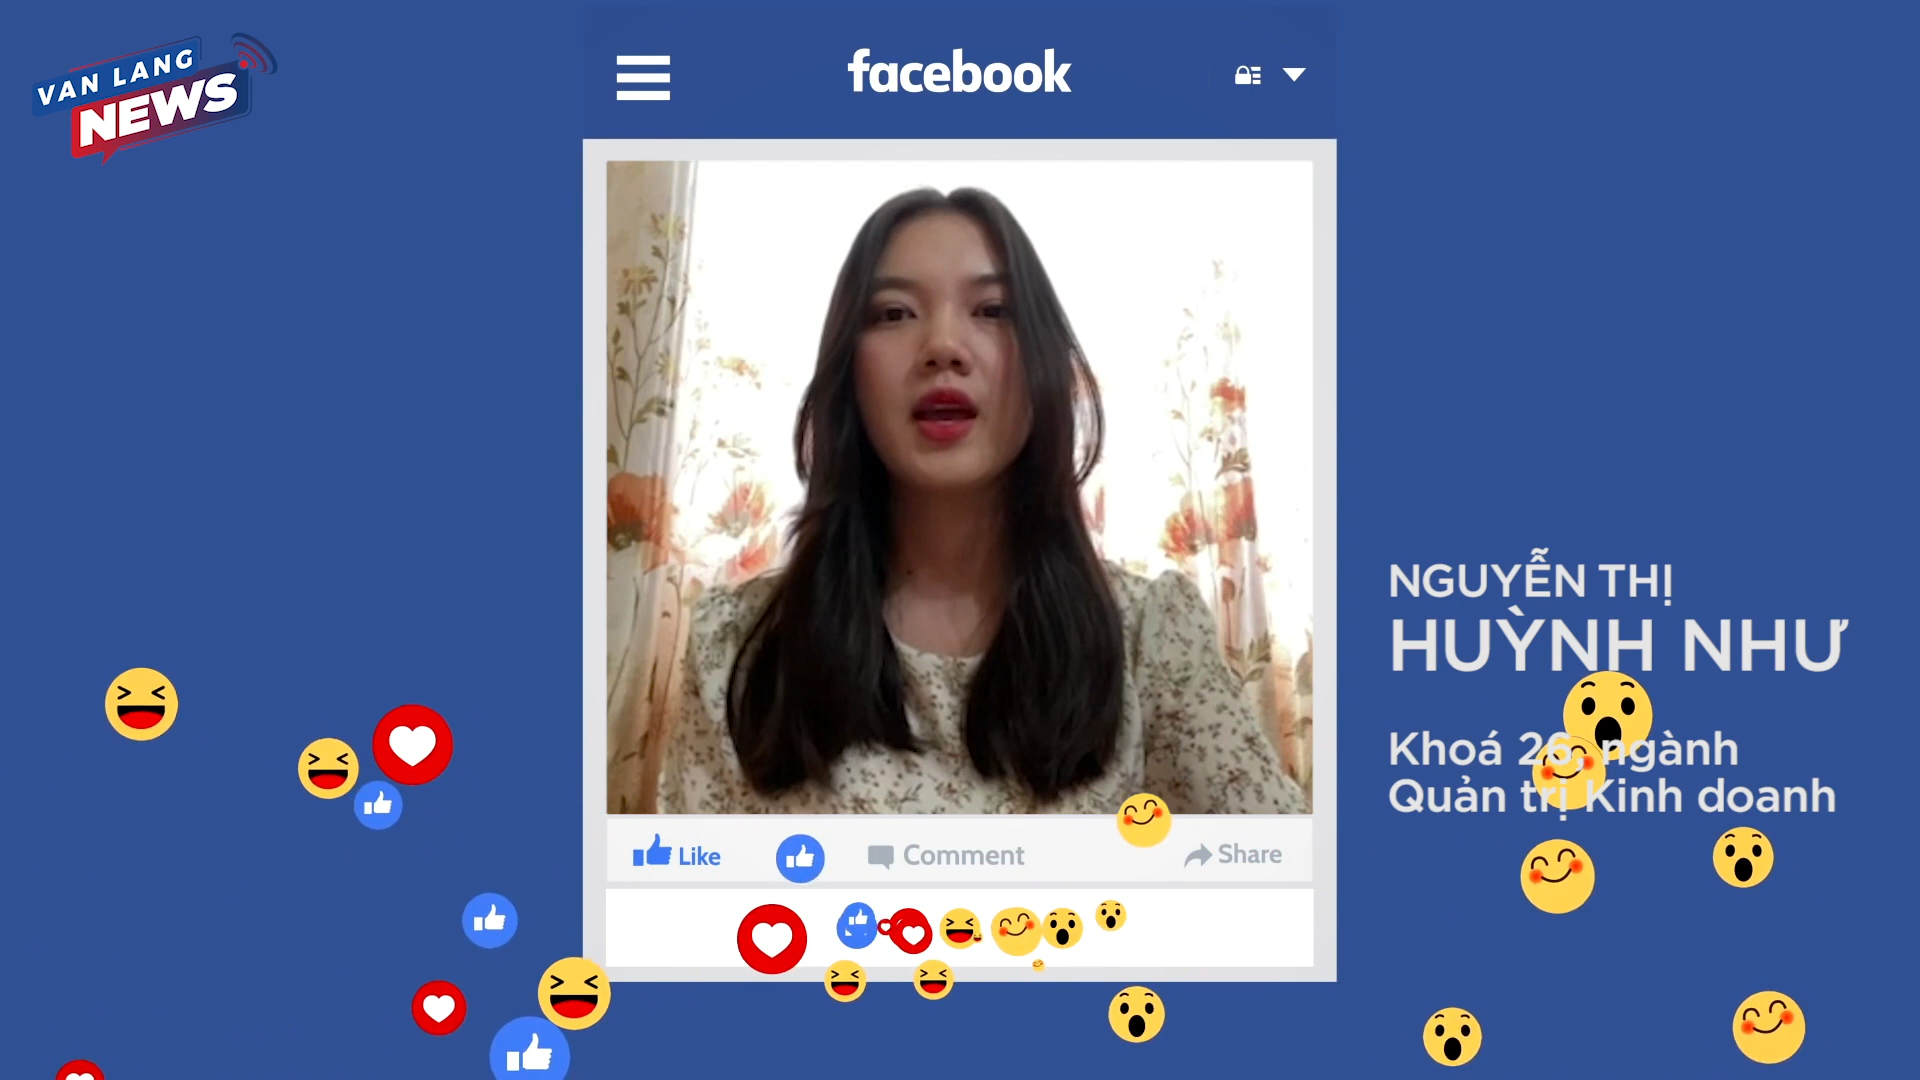 VAN LANG
NEWS
facebook
NGUYỄN THỊ
HUỲNH NHƯ
Khoá 26, ngành
Quản trị Kinh doanh
Like
Comment
Share